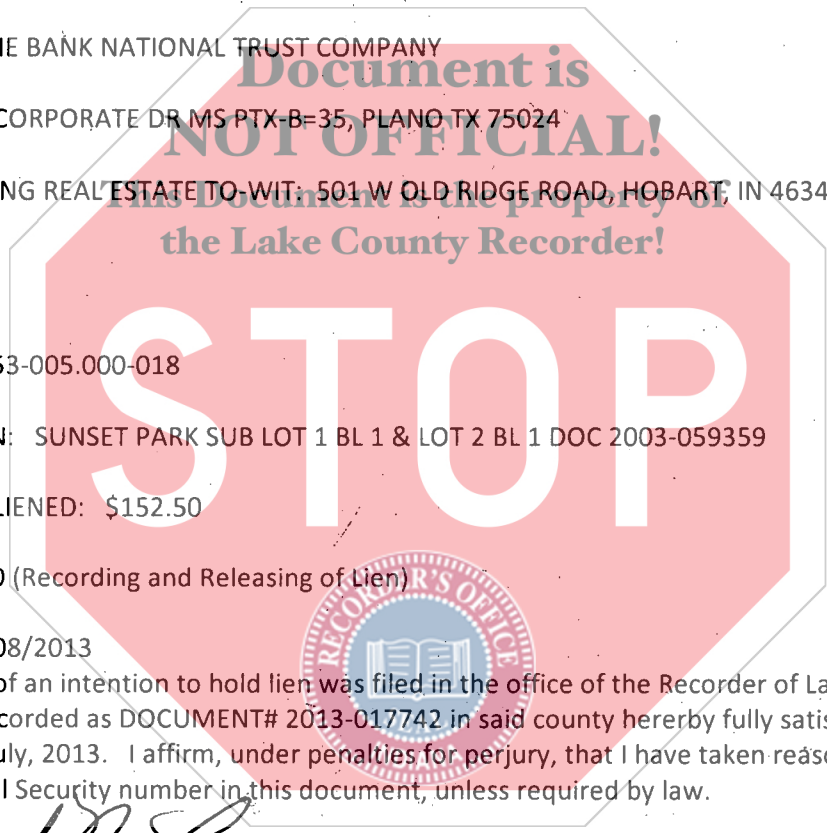 E BANK NATIONAL TRUST COMPANY
Document is
CORPORATE DR MS PTX-B=35, PLANO TX 75024
NOT OFFICIAL!
NG REAL ESTATE TO-WIT: 501 W OLD RIDGE ROAD, HOBART, IN 4634
This Document is the property of
the Lake County Recorder!
STOP
53-005.000-018
N: SUNSET PARK SUB LOT 1 BL 1 & LOT 2 BL 1 DOC 2003-059359
LIENED: $152.50
0 (Recording and Releasing of Lien)
RECORDER'S OFFICE
08/2013
of an intention to hold lien was filed in the office of the Recorder of La
corded as DOCUMENT# 2013-017742 in said county hererby fully satis
uly, 2013. I affirm, under penalties for perjury, that I have taken reaso
l Security number in this document, unless required by law.